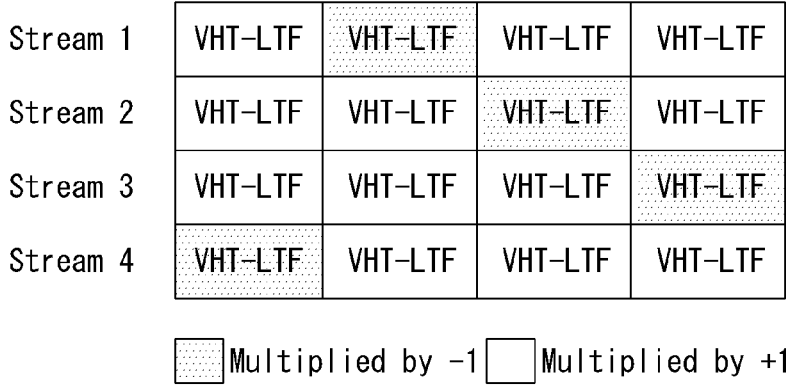 Stream 1 VHT-LTF VHT-LTF VHT-LTF VHT-LTF
Stream 2 VHT-LTF VHT-LTF VHT-LTF VHT-LTF
Stream 3 VHT-LTF VHT-LTF VHT-LTF VHT-LTF
Stream 4 VHT-LTF VHT-LTF VHT-LTF VHT-LTF
Multiplied by -1 Multiplied by +1